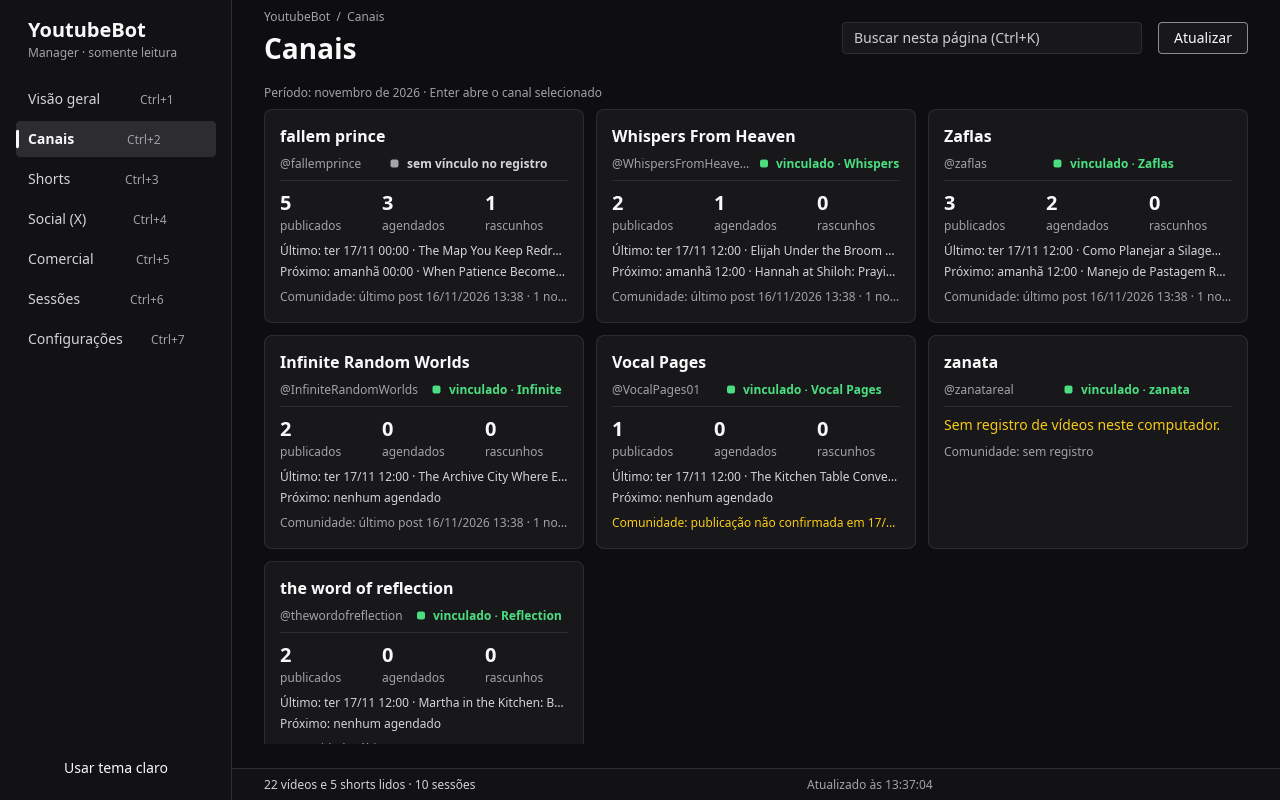 YoutubeBot
Manager · somente leitura
Visão geral Ctrl+1
Canais Ctrl+2
Shorts Ctrl+3
Social (X) Ctrl+4
Comercial Ctrl+5
Sessões Ctrl+6
Configurações Ctrl+7
Usar tema claro
YoutubeBot / Canais
Canais
Buscar nesta página (Ctrl+K)
Atualizar
Período: novembro de 2026 · Enter abre o canal selecionado
fallem prince
@fallemprince sem vínculo no registro
5 3 1
publicados agendados rascunhos
Último: ter 17/11 00:00 · The Map You Keep Redr...
Próximo: amanhã 00:00 · When Patience Become...
Comunidade: último post 16/11/2026 13:38 · 1 no...
Whispers From Heaven
@WhispersFromHeave... vinculado · Whispers
2 1 0
publicados agendados rascunhos
Último: ter 17/11 12:00 · Elijah Under the Broom ...
Próximo: amanhã 12:00 · Hannah at Shiloh: Prayi...
Comunidade: último post 16/11/2026 13:38 · 1 no...
Zaflas
@zaflas vinculado · Zaflas
3 2 0
publicados agendados rascunhos
Último: ter 17/11 12:00 · Como Planejar a Silage...
Próximo: amanhã 12:00 · Manejo de Pastagem R...
Comunidade: último post 16/11/2026 13:38 · 1 no...
Infinite Random Worlds
@InfiniteRandomWorlds vinculado · Infinite
2 0 0
publicados agendados rascunhos
Último: ter 17/11 12:00 · The Archive City Where E...
Próximo: nenhum agendado
Comunidade: último post 16/11/2026 13:38 · 1 no...
Vocal Pages
@VocalPages01 vinculado · Vocal Pages
1 0 0
publicados agendados rascunhos
Último: ter 17/11 12:00 · The Kitchen Table Conve...
Próximo: nenhum agendado
Comunidade: publicação não confirmada em 17/...
zanata
@zanatareal vinculado · zanata
Sem registro de vídeos neste computador.
Comunidade: sem registro
the word of reflection
@thewordofreflection vinculado · Reflection
2 0 0
publicados agendados rascunhos
Último: ter 17/11 12:00 · Martha in the Kitchen: B...
Próximo: nenhum agendado
22 vídeos e 5 shorts lidos · 10 sessões
Atualizado às 13:37:04